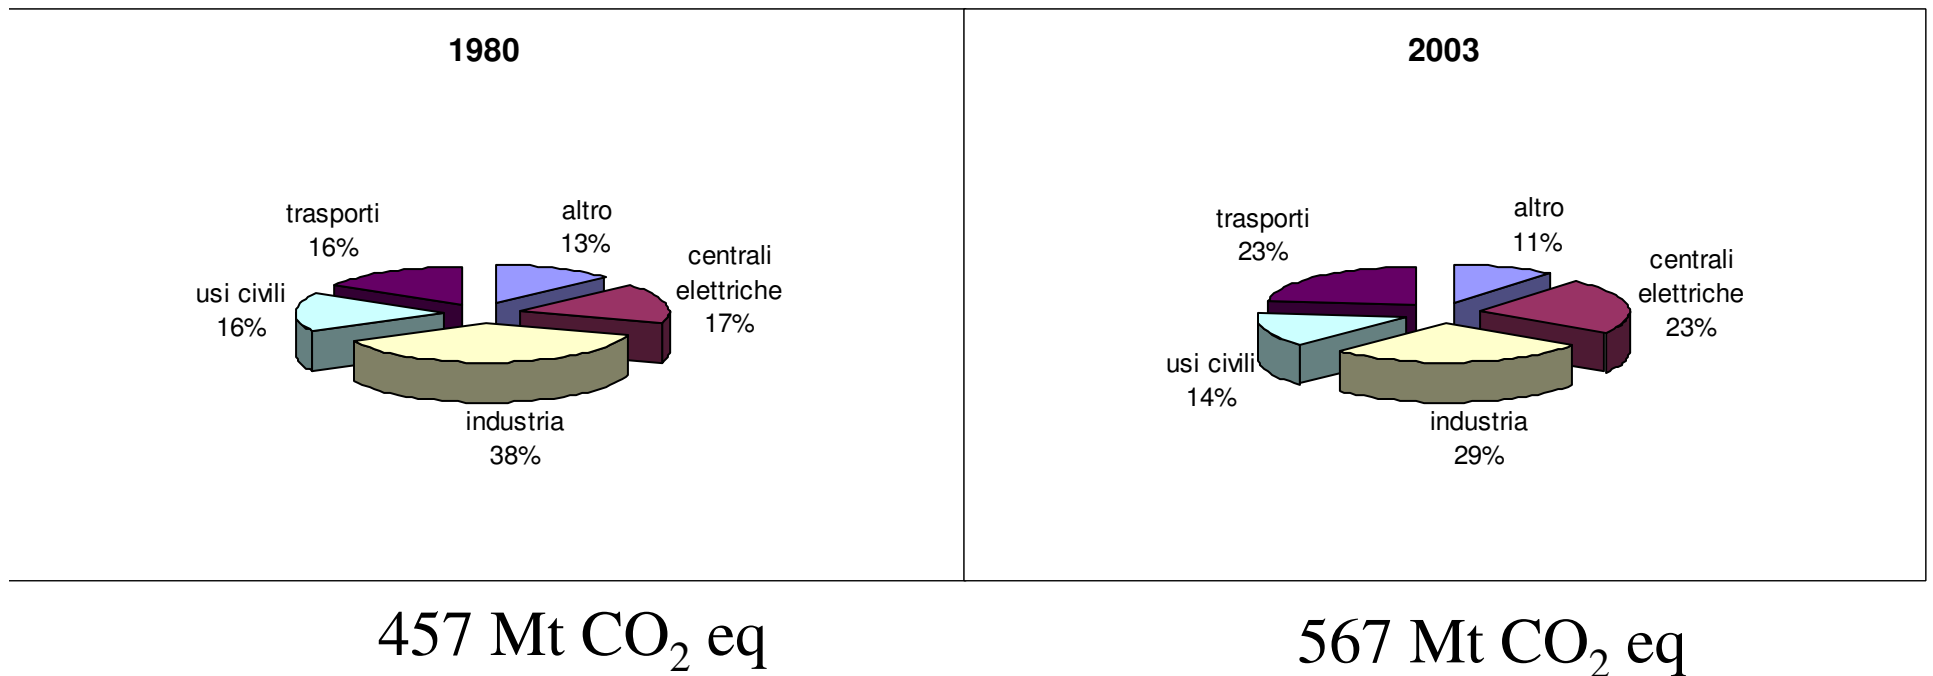 1980
trasporti
16%
altro
13%
centrali
elettriche
17%
usi civili
16%
industria
38%
2003
trasporti
23%
altro
11%
centrali
elettriche
23%
usi civili
14%
industria
29%
457 Mt CO₂ eq
567 Mt CO₂ eq